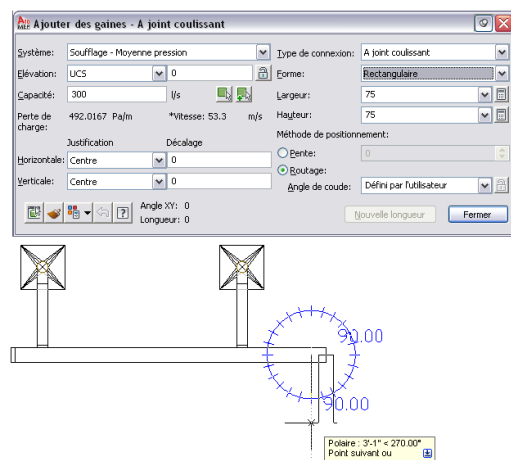 Ajouter des gaines - A joint coulissant
Système: Soufflage - Moyenne pression Type de connexion: A joint coulissant
Elévation: UCS 0 Forme: Rectangulaire
Capacité: 300 l/s Largeur: 75
Perte de charge: 492.0167 Pa/m *Vitesse: 53.3 m/s Hauteur: 75
Méthode de positionnement:
Justification Décalage
Pente: 0
Horizontale: Centre 0
Routage:
Verticale: Centre 0
Angle de coude: Défini par l'utilisateur
Angle XY: 0
Longueur: 0
Nouvelle longueur Fermer
90.00
90.00
Polaire : 3'-1" < 270.00°
Point suivant ou